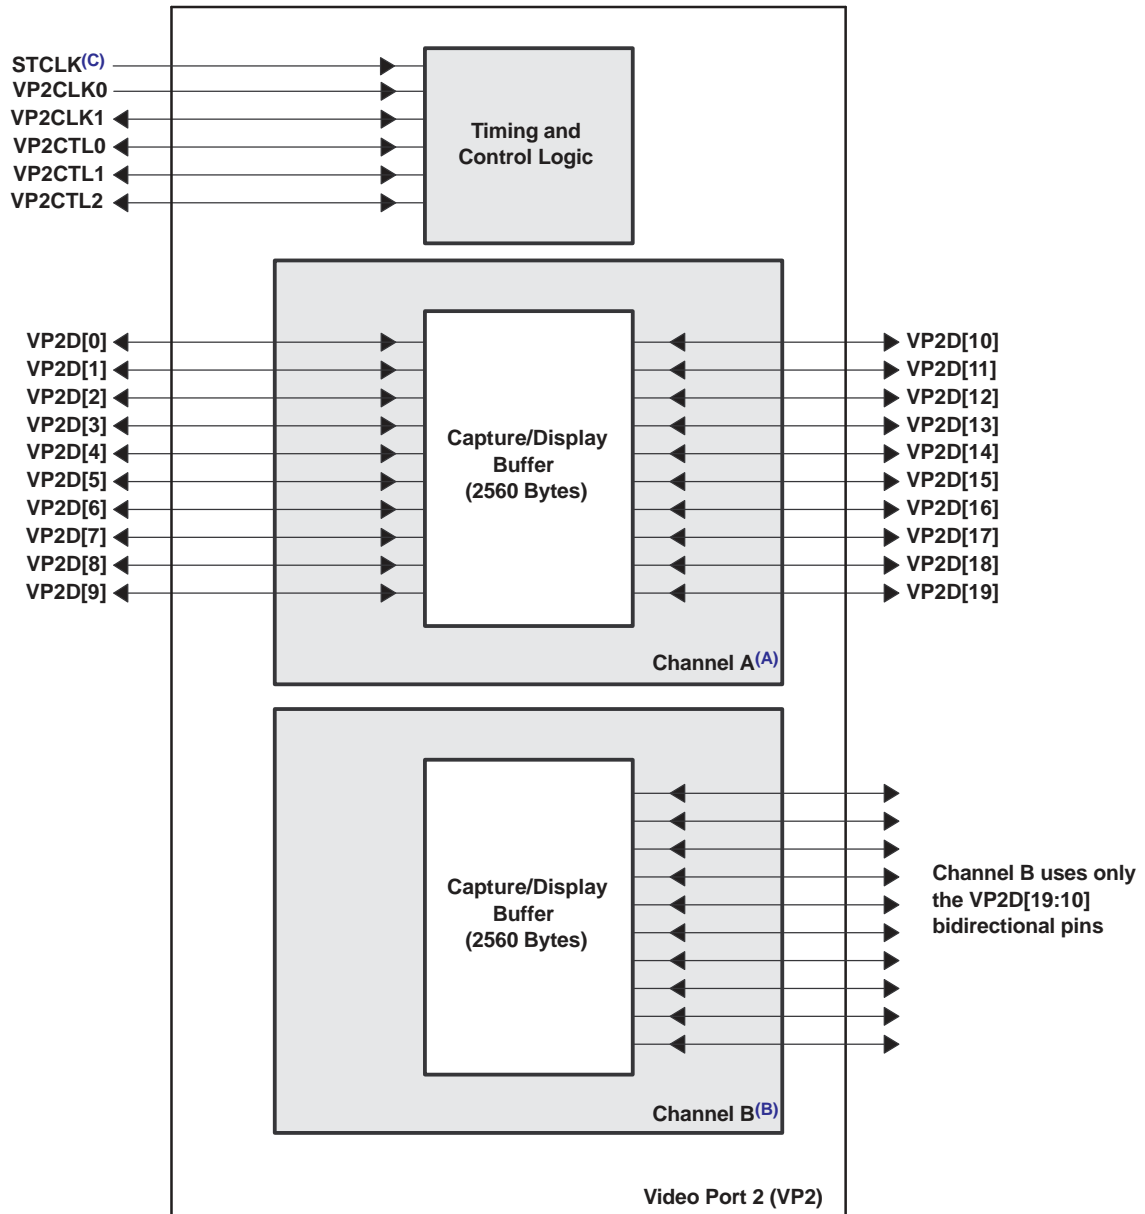 STCLK(C)
VP2CLK0
VP2CLK1
VP2CTL0
VP2CTL1
VP2CTL2
Timing and
Control Logic
VP2D[0]
VP2D[1]
VP2D[2]
VP2D[3]
VP2D[4]
VP2D[5]
VP2D[6]
VP2D[7]
VP2D[8]
VP2D[9]
Capture/Display
Buffer
(2560 Bytes)
VP2D[10]
VP2D[11]
VP2D[12]
VP2D[13]
VP2D[14]
VP2D[15]
VP2D[16]
VP2D[17]
VP2D[18]
VP2D[19]
Channel A(A)
Capture/Display
Buffer
(2560 Bytes)
Channel B uses only
the VP2D[19:10]
bidirectional pins
Channel B(B)
Video Port 2 (VP2)